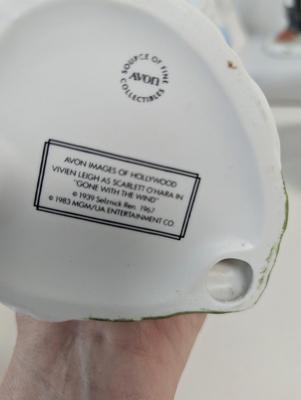 SOURCE OF FINE
AVON
COLLECTIBLES
AVON IMAGES OF HOLLYWOOD
VIVIEN LEIGH AS SCARLETT O'HARA IN
"GONE WITH THE WIND"
© 1939 Selznick Ren. 1967
© 1983 MGM/UA ENTERTAINMENT CO